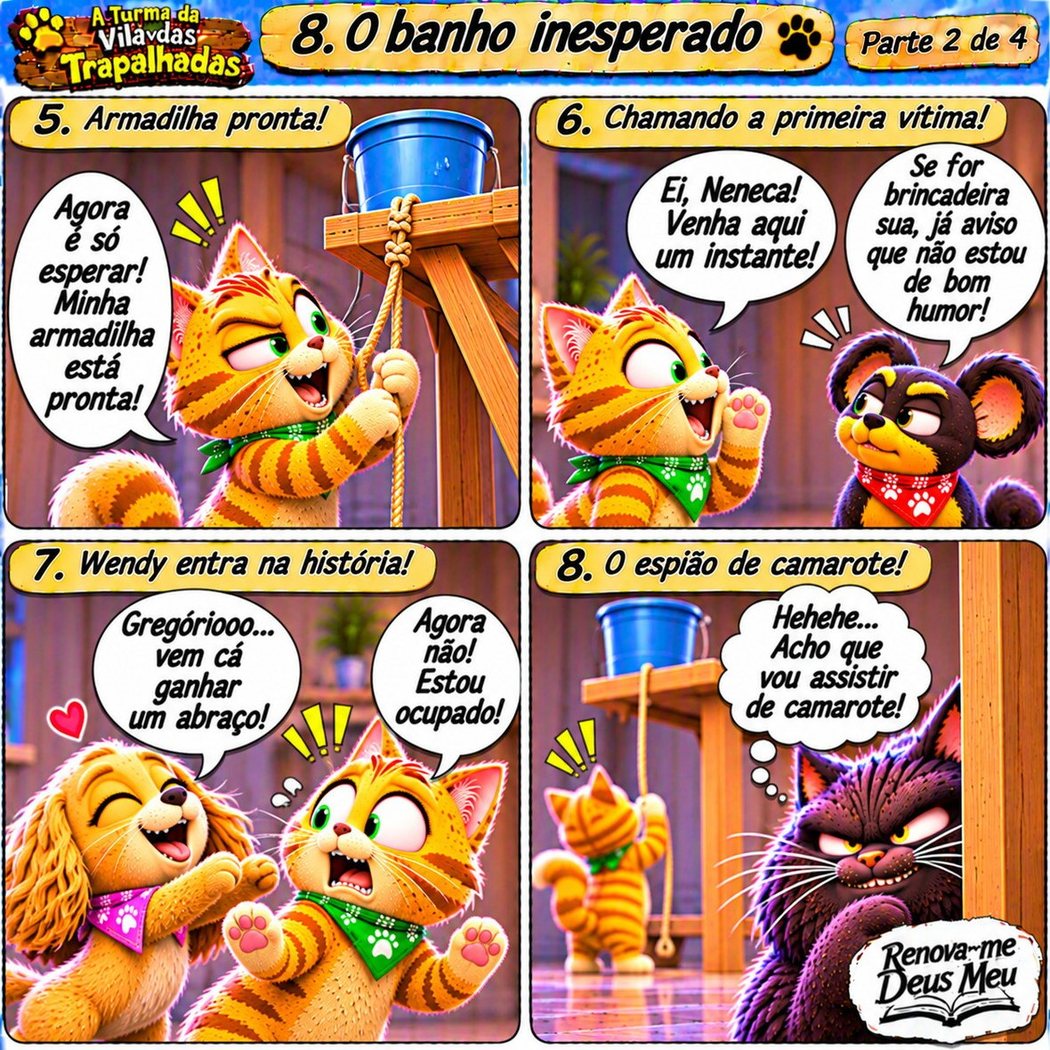 A Turma da
Vila das
Trapalhadas
8. O banho inesperado
Parte 2 de 4
5. Armadilha pronta!
Agora
é só
esperar!
Minha
armadilha
está
pronta!
6. Chamando a primeira vítima!
Ei, Neneca!
Venha aqui
um instante!
Se for
brincadeira
sua, já aviso
que não estou
de bom
humor!
7. Wendy entra na história!
Gregóriooo...
vem cá
ganhar
um abraço!
Agora
não!
Estou
ocupado!
8. O espião de camarote!
Hehehe...
Acho que
vou assistir
de camarote!
Renova-me
Deus Meu